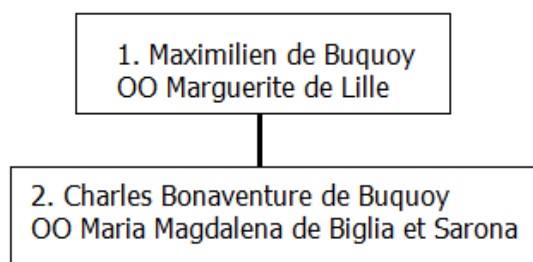 1. Maximilien de Buquoy
OO Marguerite de Lille
2. Charles Bonaventure de Buquoy
OO Maria Magdalena de Biglia et Sarona